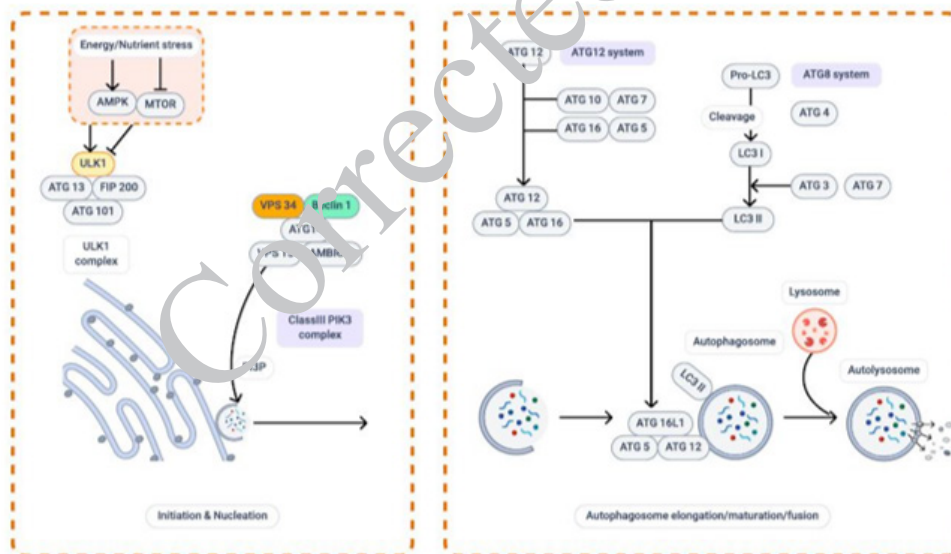 Corrected
Energy/Nutrient stress
AMPK
MTOR
ULK1
ATG 13
FIP 200
ATG 101
ULK1
complex
VPS 34
ClassIII PIK3
complex
Initiation & Nucleation
ATG 12
ATG12 system
ATG 10
ATG 7
ATG 16
ATG 5
ATG 12
ATG 5
ATG 16
Pro-LC3
ATG8 system
Cleavage
ATG 4
LC3 I
ATG 3
ATG 7
LC3 II
Lysosome
Autophagosome
Autolysosome
LC3 II
ATG 16L1
ATG 5
ATG 12
Autophagosome elongation/maturation/fusion